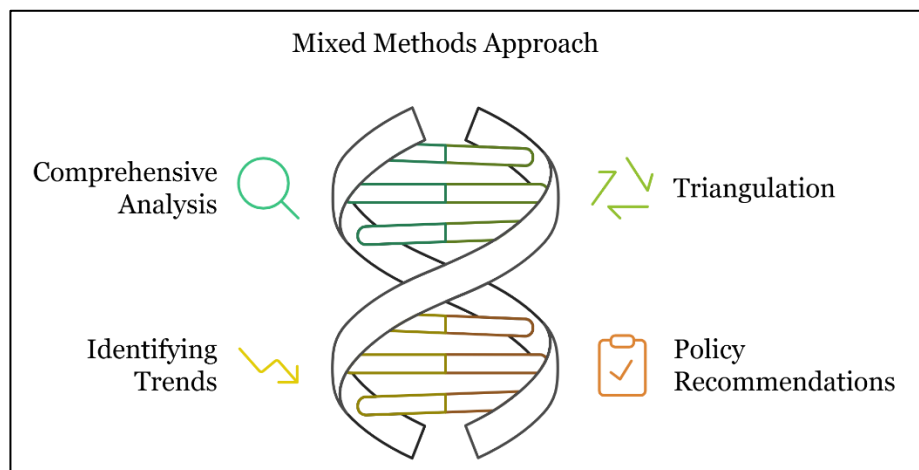 Mixed Methods Approach
Comprehensive
Analysis
Triangulation
Identifying
Trends
Policy
Recommendations